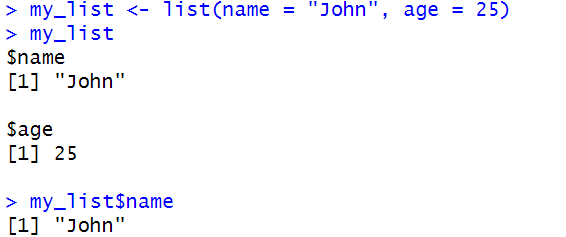 > my_list <- list(name = "John", age = 25)
> my_list
$name
[1] "John"

$age
[1] 25

> my_list$name
[1] "John"